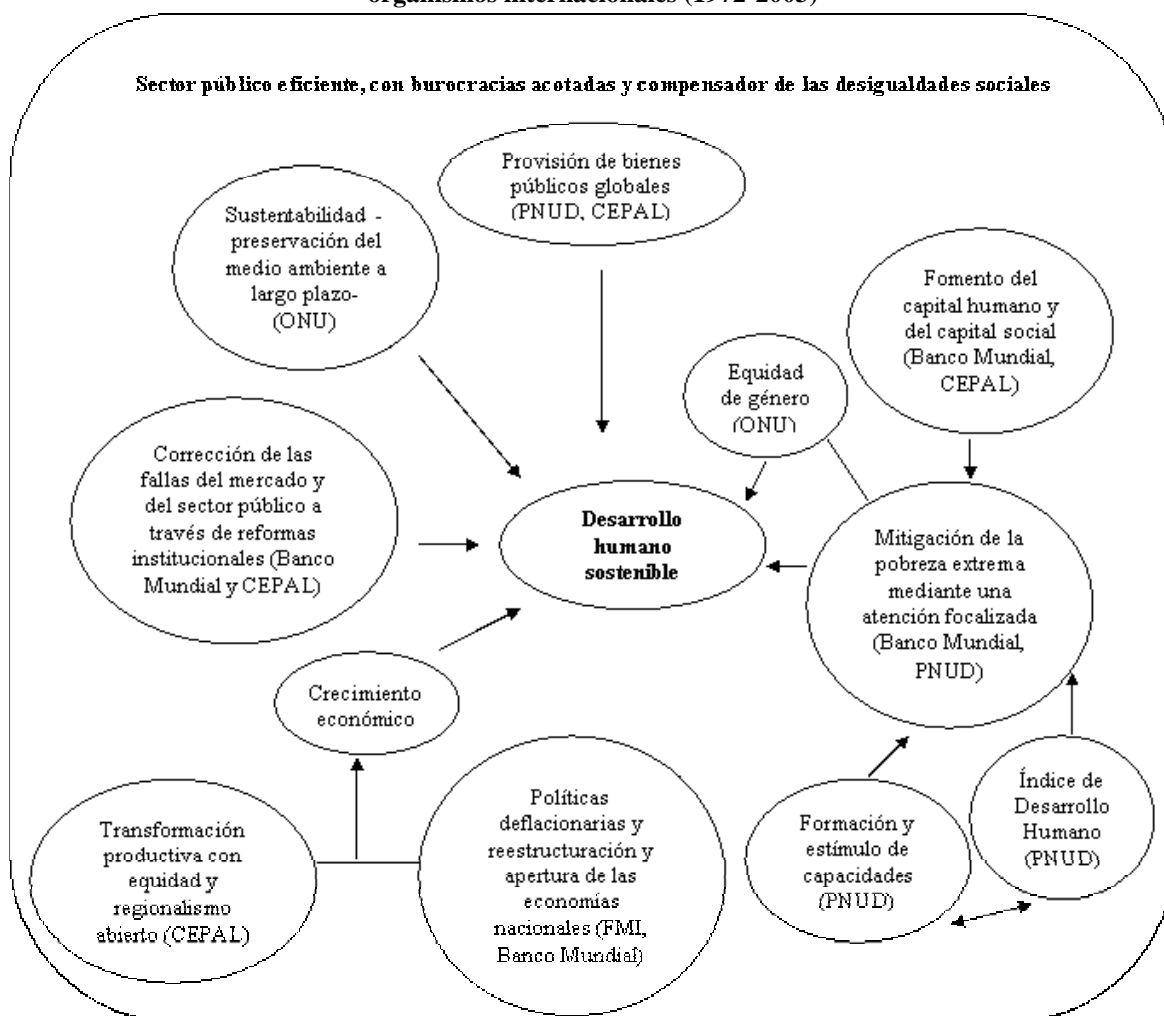 organismos internacionales (1972-2003)
Sector público eficiente, con burocracias acotadas y compensador de las desigualdades sociales
Provisión de bienes
públicos globales
(PNUD, CEPAL)
Sustentabilidad -
preservación del
medio ambiente a
largo plazo-
(ONU)
Fomento del
capital humano y
del capital social
(Banco Mundial,
CEPAL)
Equidad
de género
(ONU)
Corrección de las
fallas del mercado y
del sector público a
través de reformas
institucionales (Banco
Mundial y CEPAL)
Desarrollo
humano
sostenible
Mitigación de la
pobreza extrema
mediante una
atención focalizada
(Banco Mundial,
PNUD)
Crecimiento
económico
Transformación
productiva con
equidad y
regionalismo
abierto (CEPAL)
Políticas
deflacionarias y
reestructuración y
apertura de las
economías
nacionales (FMI,
Banco Mundial)
Formación y
estímulo de
capacidades
(PNUD)
Índice de
Desarrollo
Humano
(PNUD)